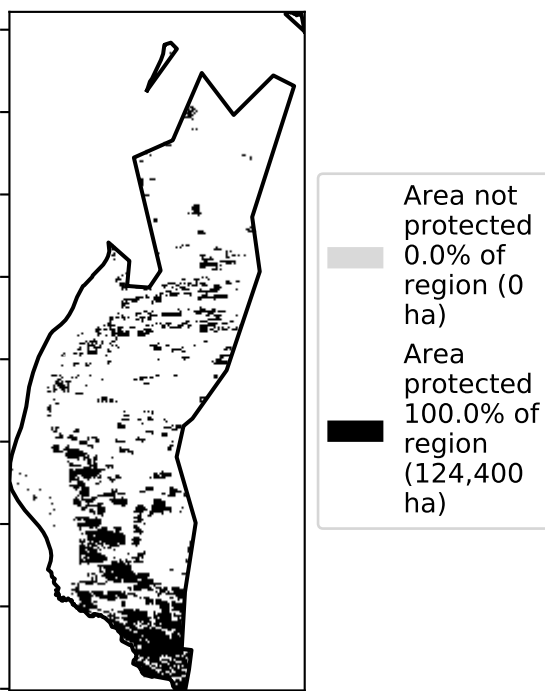 Area not
protected
0.0% of
region (0
ha)
Area
protected
100.0% of
region
(124,400
ha)